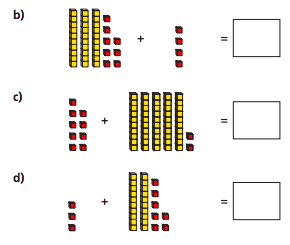 b) + =
c) + =
d) + =